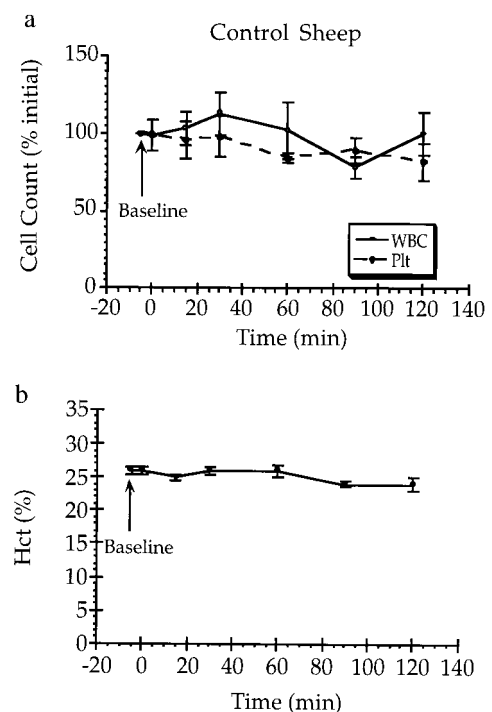 a
Control Sheep
150
100
50
0
Cell Count (% initial)
Baseline
WBC
Plt
-20 0 20 40 60 80 100 120 140
Time (min)
b
35
30
25
20
15
10
5
0
Hct (%)
Baseline
-20 0 20 40 60 80 100 120 140
Time (min)